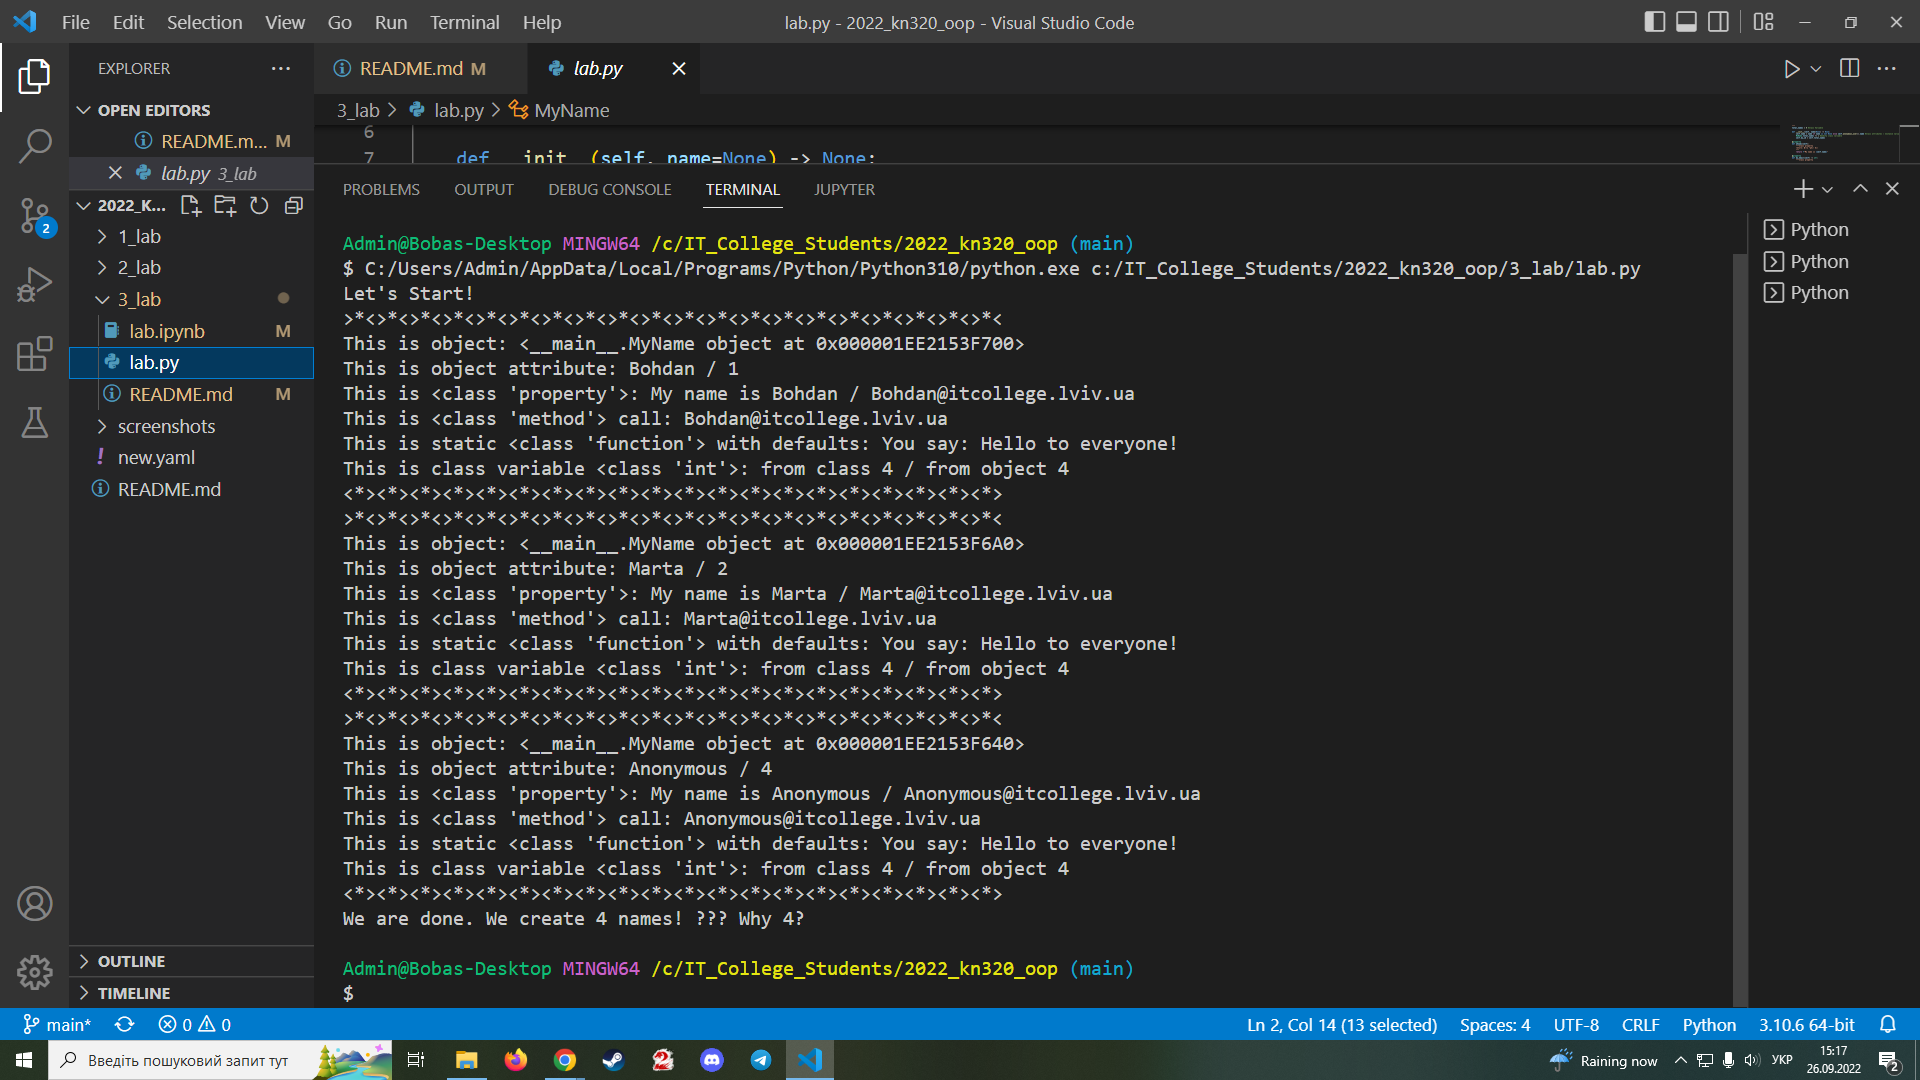 File Edit Selection View Go Run Terminal Help
lab.py - 2022_kn320_oop - Visual Studio Code
EXPLORER
OPEN EDITORS
README.m... M
lab.py 3_lab
2022_K...
1_lab
2_lab
3_lab
lab.ipynb M
lab.py
README.md M
screenshots
! new.yaml
README.md
OUTLINE
TIMELINE
2
README.md M
lab.py
3_lab > lab.py > MyName
6
7 def __init__(self, name=None) -> None:
PROBLEMS OUTPUT DEBUG CONSOLE TERMINAL JUPYTER
Python
Python
Python
Admin@Bobas-Desktop MINGW64 /c/IT_College_Students/2022_kn320_oop (main)
$ C:/Users/Admin/AppData/Local/Programs/Python/Python310/python.exe c:/IT_College_Students/2022_kn320_oop/3_lab/lab.py
Let's Start!
>*<>*<>*<>*<>*<>*<>*<>*<>*<>*<>*<>*<>*<>*<>*<>*<>*<>*<>*<>*<
This is object: <__main__.MyName object at 0x000001EE2153F700>
This is object attribute: Bohdan / 1
This is <class 'property'>: My name is Bohdan / Bohdan@itcollege.lviv.ua
This is <class 'method'> call: Bohdan@itcollege.lviv.ua
This is static <class 'function'> with defaults: You say: Hello to everyone!
This is class variable <class 'int'>: from class 4 / from object 4
<*><*><*><*><*><*><*><*><*><*><*><*><*><*><*><*><*><*><*><*>
>*<>*<>*<>*<>*<>*<>*<>*<>*<>*<>*<>*<>*<>*<>*<>*<>*<>*<>*<>*<
This is object: <__main__.MyName object at 0x000001EE2153F6A0>
This is object attribute: Marta / 2
This is <class 'property'>: My name is Marta / Marta@itcollege.lviv.ua
This is <class 'method'> call: Marta@itcollege.lviv.ua
This is static <class 'function'> with defaults: You say: Hello to everyone!
This is class variable <class 'int'>: from class 4 / from object 4
<*><*><*><*><*><*><*><*><*><*><*><*><*><*><*><*><*><*><*><*>
>*<>*<>*<>*<>*<>*<>*<>*<>*<>*<>*<>*<>*<>*<>*<>*<>*<>*<>*<>*<
This is object: <__main__.MyName object at 0x000001EE2153F640>
This is object attribute: Anonymous / 4
This is <class 'property'>: My name is Anonymous / Anonymous@itcollege.lviv.ua
This is <class 'method'> call: Anonymous@itcollege.lviv.ua
This is static <class 'function'> with defaults: You say: Hello to everyone!
This is class variable <class 'int'>: from class 4 / from object 4
<*><*><*><*><*><*><*><*><*><*><*><*><*><*><*><*><*><*><*><*>
We are done. We create 4 names! ??? Why 4?
Admin@Bobas-Desktop MINGW64 /c/IT_College_Students/2022_kn320_oop (main)
$
main* 0 0
Ln 2, Col 14 (13 selected) Spaces: 4 UTF-8 CRLF Python 3.10.6 64-bit
Введіть пошуковий запит тут
Raining now
УКР
15:17
26.09.2022
2